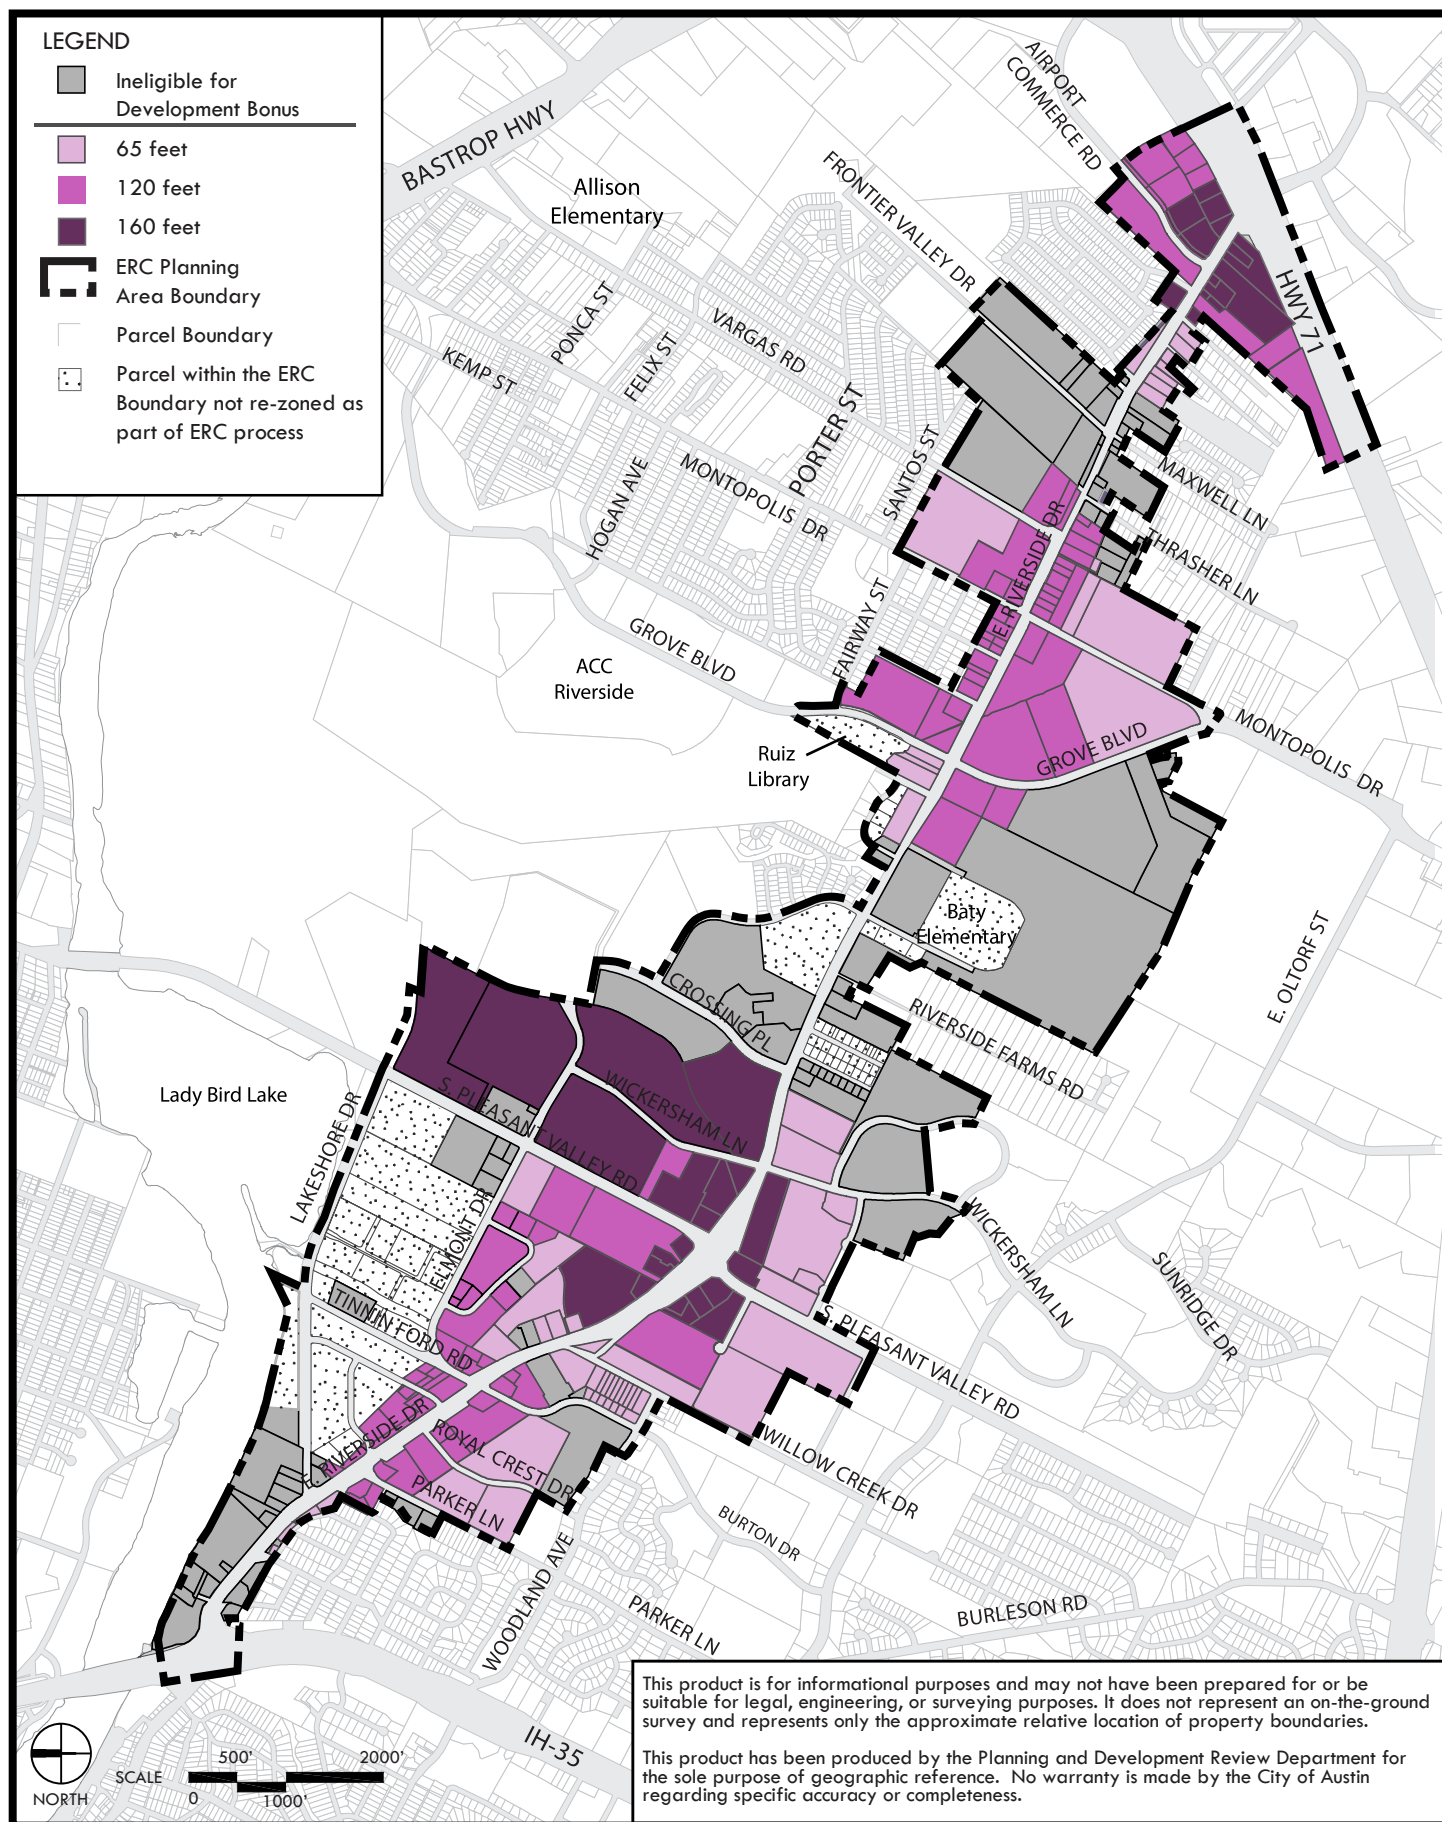 LEGEND
Ineligible for
Development Bonus
65 feet
120 feet
160 feet
ERC Planning
Area Boundary
Parcel Boundary
Parcel within the ERC
Boundary not re-zoned as
part of ERC process
BASTROP HWY
AIRPORT
COMMERCE RD
Allison
Elementary
FRONTIER VALLEY DR
HWY 71
PONCA ST
VARGAS RD
FELIX ST
KEMP ST
PORTER ST
SANTOS ST
HOGAN AVE
MONTOPOLIS DR
MAXWELL LN
THRASHER LN
E. RIVERSIDE DR
FAIRWAY ST
GROVE BLVD
ACC
Riverside
Ruiz
Library
GROVE BLVD
MONTOPOLIS DR
Baty
Elementary
E. OLTORF ST
CROSSING PL
RIVERSIDE FARMS RD
Lady Bird Lake
LAKESHORE DR
S. PLEASANT VALLEY RD
WICKERSHAM LN
ELMONT DR
WICKERSHAM LN
SUNRIDGE DR
TINNIN FORD RD
S. PLEASANT VALLEY RD
E. RIVERSIDE DR
ROYAL CREST DR
PARKER LN
WILLOW CREEK DR
BURTON DR
WOODLAND AVE
PARKER LN
BURLESON RD
IH-35
NORTH
SCALE
500'
2000'
0
1000'
This product is for informational purposes and may not have been prepared for or be
suitable for legal, engineering, or surveying purposes. It does not represent an on-the-ground
survey and represents only the approximate relative location of property boundaries.
This product has been produced by the Planning and Development Review Department for
the sole purpose of geographic reference. No warranty is made by the City of Austin
regarding specific accuracy or completeness.